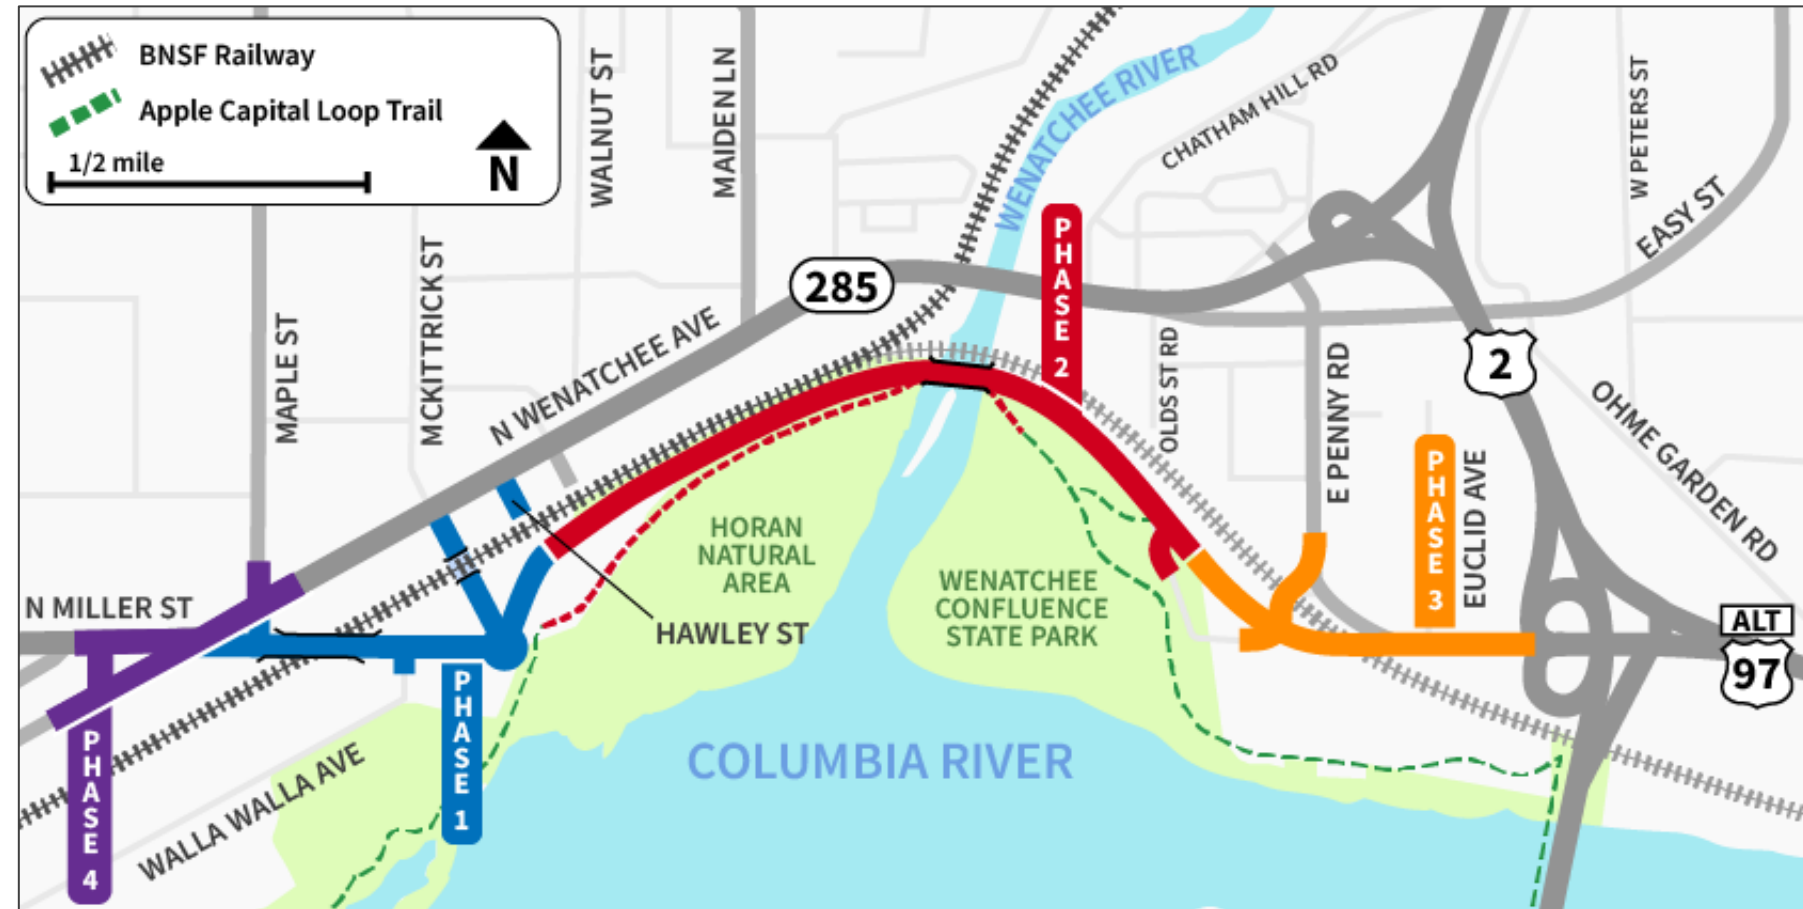 BNSF Railway
Apple Capital Loop Trail
1/2 mile
N
WALNUT ST
MAIDEN LN
WENATCHEE RIVER
CHATHAM HILL RD
W PETERS ST
EASY ST
MAPLE ST
MCKITTRICK ST
N WENATCHEE AVE
285
PHASE 2
OLDS ST RD
E PENNY RD
2
OHME GARDEN RD
PHASE 3
EUCLID AVE
HORAN
NATURAL
AREA
WENATCHEE
CONFLUENCE
STATE PARK
N MILLER ST
HAWLEY ST
ALT
97
PHASE 1
PHASE 4
WALLA WALLA AVE
COLUMBIA RIVER